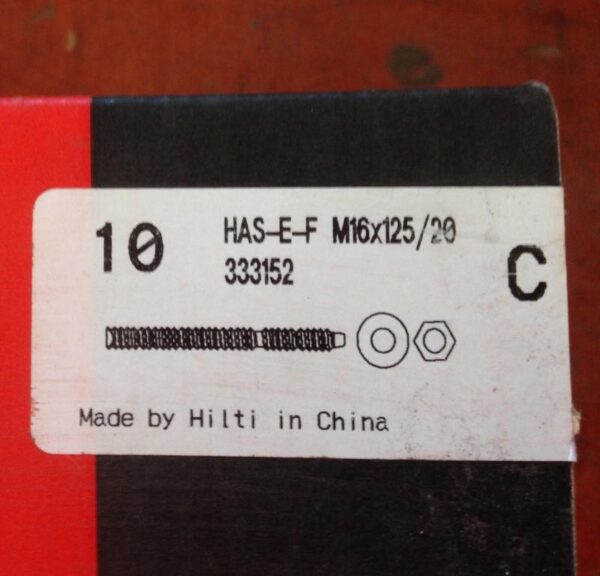 10 HAS-E-F M16x125/20
333152
C
Made by Hilti in China